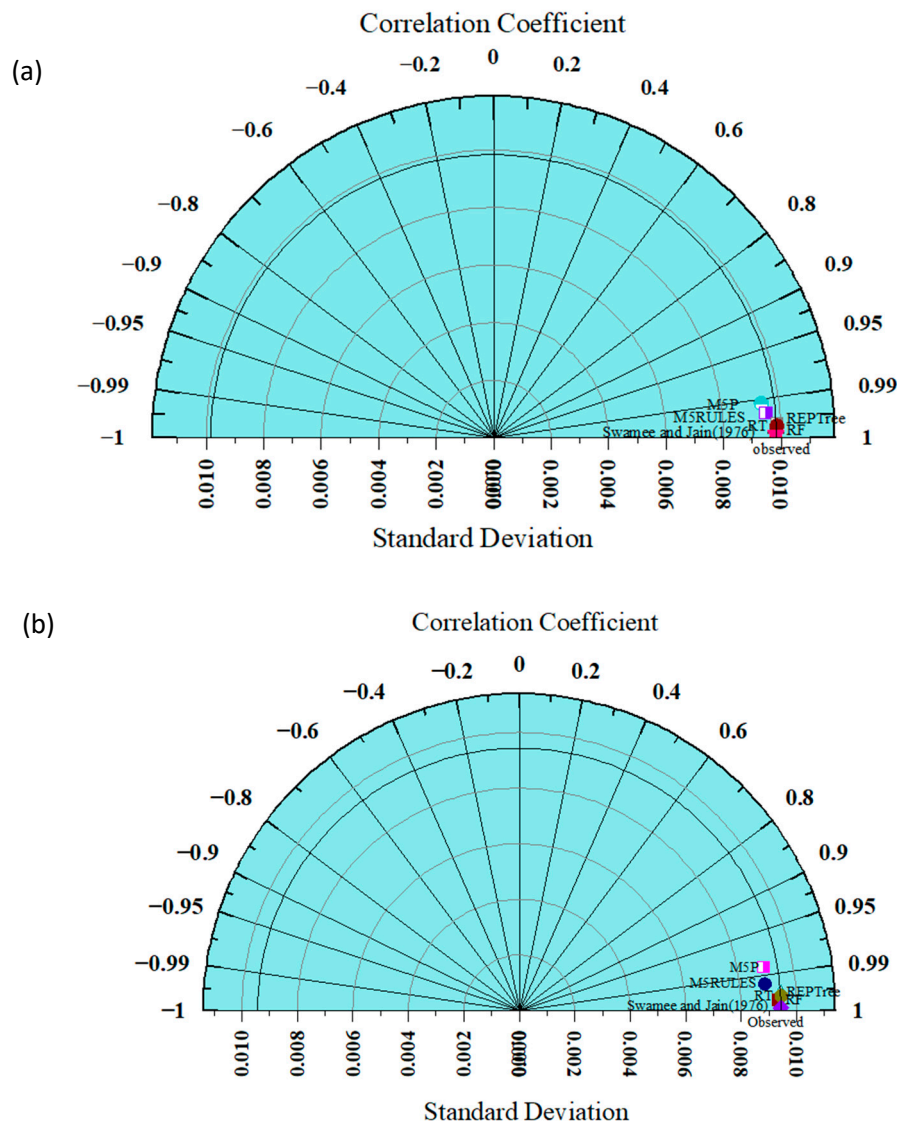 Correlation Coefficient
(a)
−0.2 0 0.2
−0.4 0.4
−0.6 0.6
−0.8 0.8
−0.9 0.9
−0.95 0.95
−0.99 0.99
M5P
M5RULES REPTree
RT RF
Swamee and Jain(1976)
−1 1
observed
0.010 0.008 0.006 0.004 0.002 0.002 0.004 0.006 0.008 0.010
Standard Deviation
Correlation Coefficient
(b)
−0.2 0 0.2
−0.4 0.4
−0.6 0.6
−0.8 0.8
−0.9 0.9
−0.95 0.95
−0.99 M5P 0.99
M5RULES
REPTree
RT RF
Swamee and Jain(1976)
−1 1
Observed
0.010 0.008 0.006 0.004 0.002 0.002 0.004 0.006 0.008 0.010
Standard Deviation